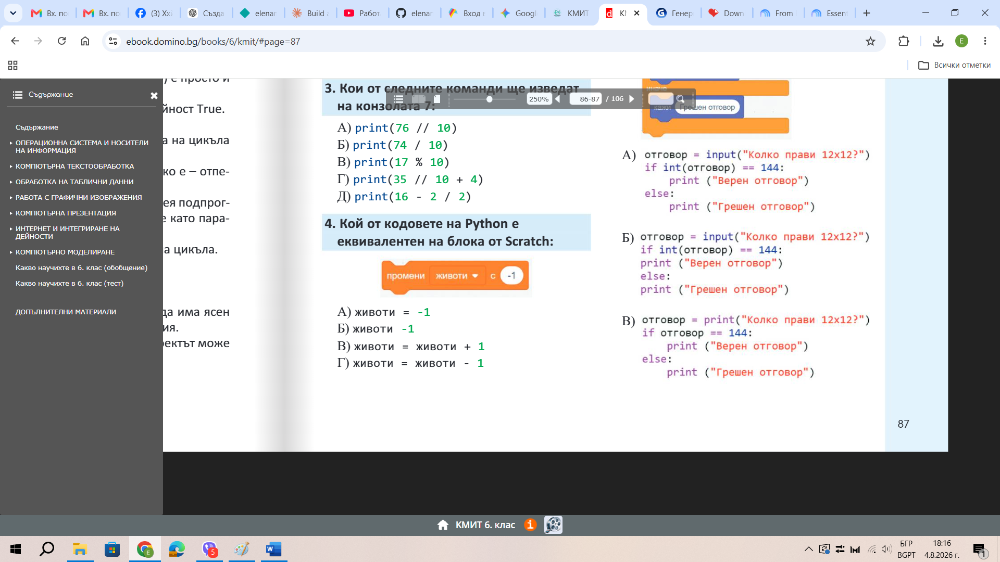 Вх. по
Вх. по
(3) Хх
Създа
elenar
Build a
Работ
elenar
Вход в
Googl
КМИТ
КМ
Генер
Down
From
Essen
ebook.domino.bg/books/6/kmit/#page=87
E
Всички отметки
Съдържание
Съдържание
ОПЕРАЦИОННА СИСТЕМА И НОСИТЕЛИ
НА ИНФОРМАЦИЯ
КОМПЮТЪРНА ТЕКСТООБРАБОТКА
ОБРАБОТКА НА ТАБЛИЧНИ ДАННИ
РАБОТА С ГРАФИЧНИ ИЗОБРАЖЕНИЯ
КОМПЮТЪРНА ПРЕЗЕНТАЦИЯ
ИНТЕРНЕТ И ИНТЕГРИРАНЕ НА
ДЕЙНОСТИ
КОМПЮТЪРНО МОДЕЛИРАНЕ
Какво научихте в 6. клас (обобщение)
Какво научихте в 6. клас (тест)
ДОПЪЛНИТЕЛНИ МАТЕРИАЛИ
) е просто и
йност True.
а на цикъла
ко е – отпе-
ея подпрог-
е като пара-
а цикъла.
да има ясен
ия.
ектът може
250%
86-87 / 106
3. Кои от следните команди ще изведат
на конзолата 7:
А) print(76 // 10)
Б) print(74 / 10)
В) print(17 % 10)
Г) print(35 // 10 + 4)
Д) print(16 - 2 / 2)
4. Кой от кодовете на Python е
еквивалентен на блока от Scratch:
промени животи с -1
А) животи = -1
Б) животи -1
В) животи = животи + 1
Г) животи = животи - 1
иначе
кажи Грешен отговор
А) отговор = input("Колко прави 12x12?")
if int(отговор) == 144:
print ("Верен отговор")
else:
print ("Грешен отговор")
Б) отговор = input("Колко прави 12x12?")
if int(отговор) == 144:
print ("Верен отговор")
else:
print ("Грешен отговор")
В) отговор = print("Колко прави 12x12?")
if отговор == 144:
print ("Верен отговор")
else:
print ("Грешен отговор")
87
КМИТ 6. клас
5
БГР
BGPT
18:16
4.8.2026 г.
1